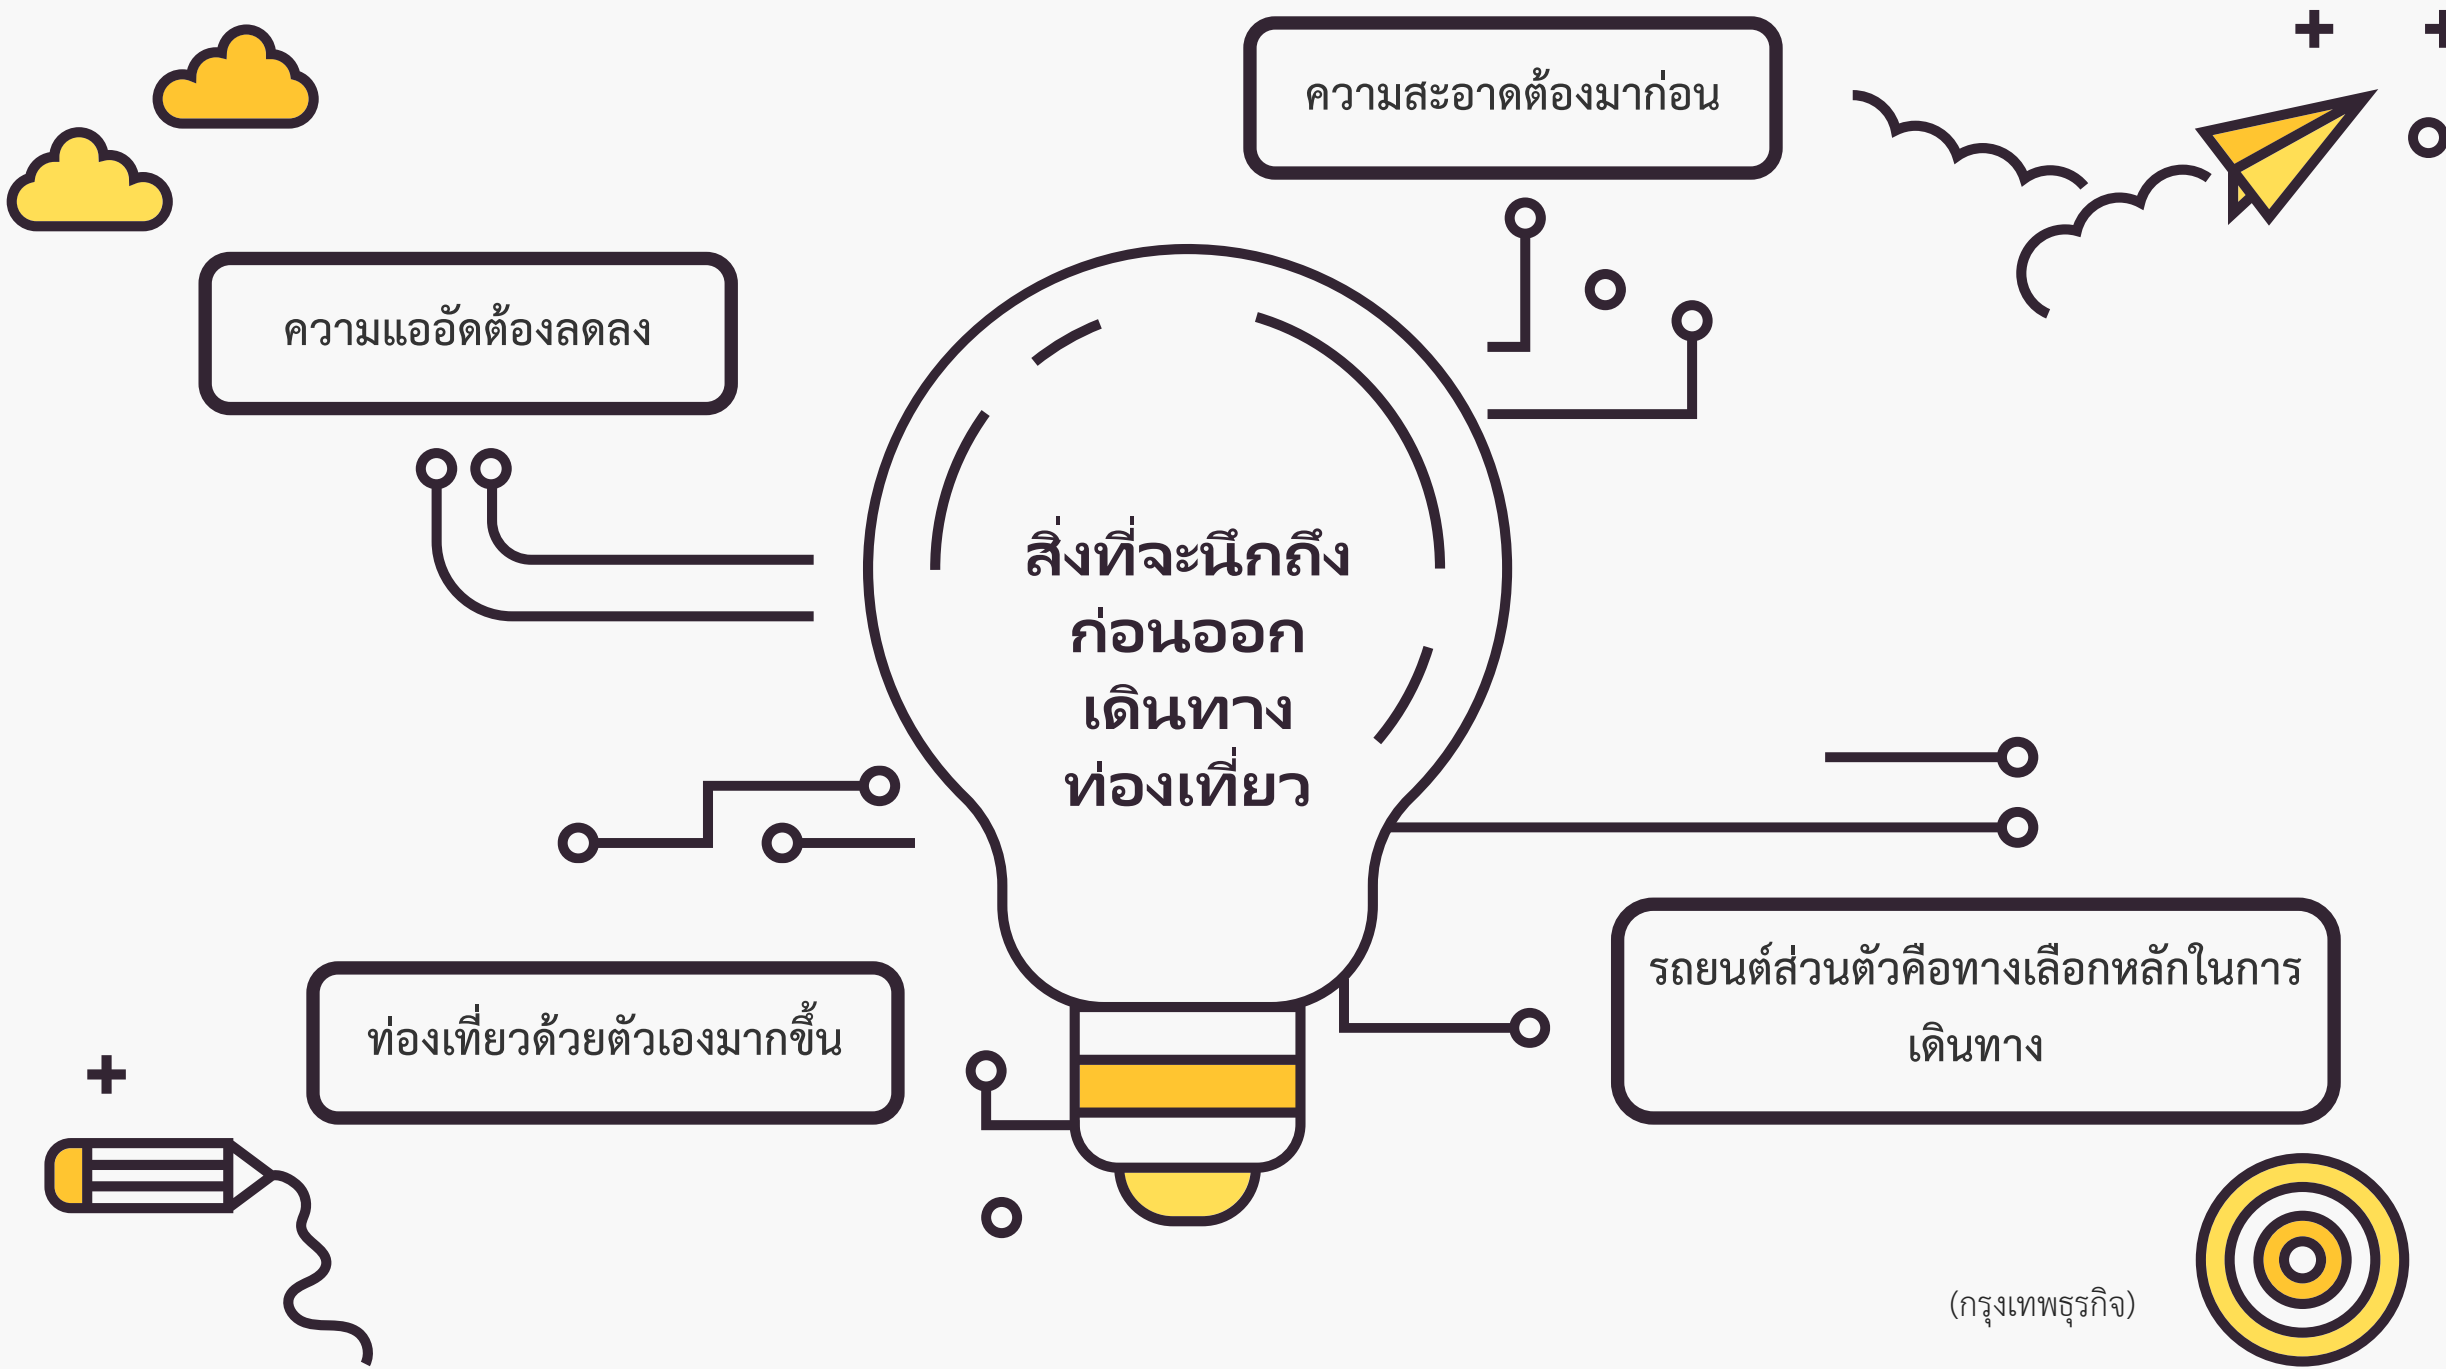 ความสะอาดต้องมาก่อน
ความแออัดต้องลดลง
สิ่งที่จะนึกถึง
ก่อนออก
เดินทาง
ท่องเที่ยว
รถยนต์ส่วนตัวคือทางเลือกหลักในการ
เดินทาง
ท่องเที่ยวด้วยตัวเองมากขึ้น
(กรุงเทพธุรกิจ)